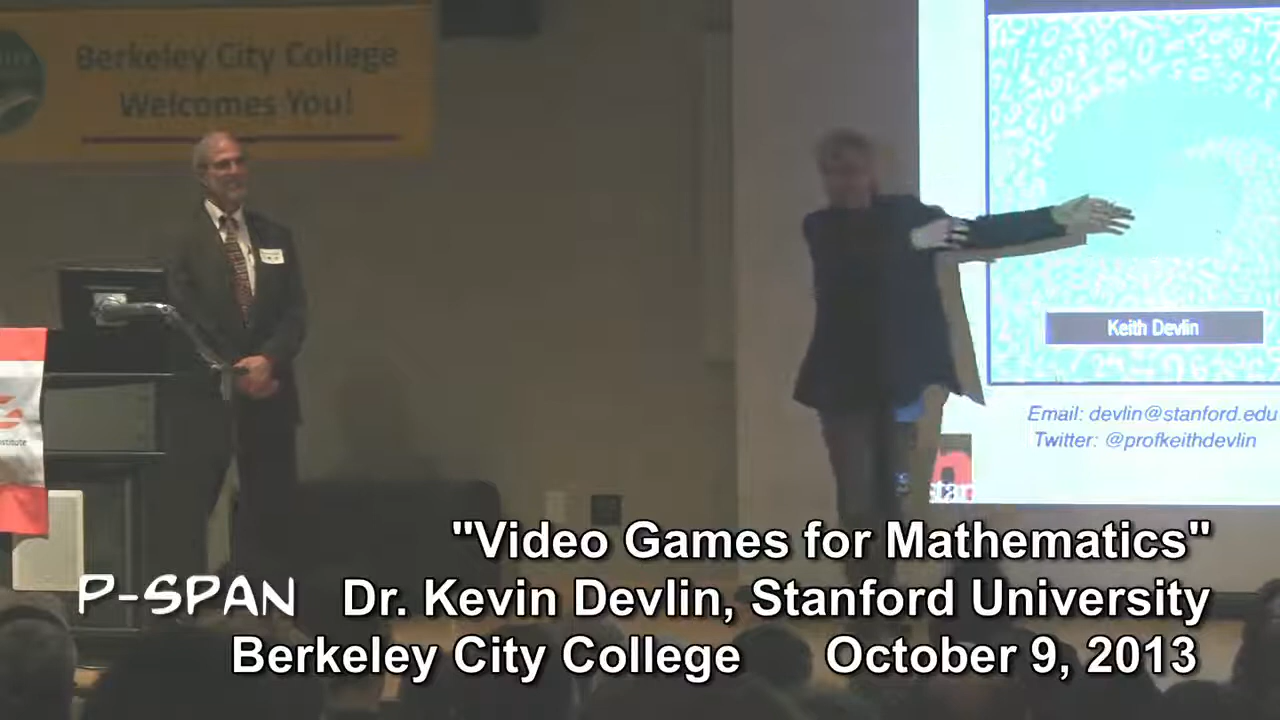 Berkeley City College
Welcomes You!
Keith Devlin
Email: devlin@stanford.edu
Twitter: @profkeithdevlin
"Video Games for Mathematics"
P-SPAN Dr. Kevin Devlin, Stanford University
Berkeley City College October 9, 2013